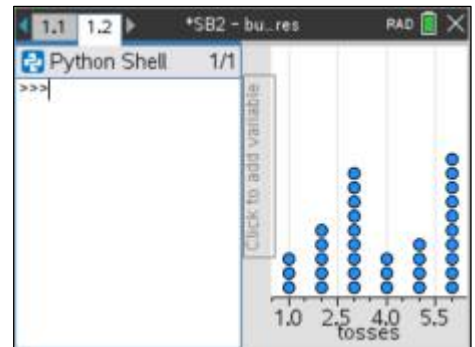 1.1 1.2 *SB2 - bu...res RAD
Python Shell 1/1
>>>
Click to add variable
1.0 2.5 4.0 5.5
tosses